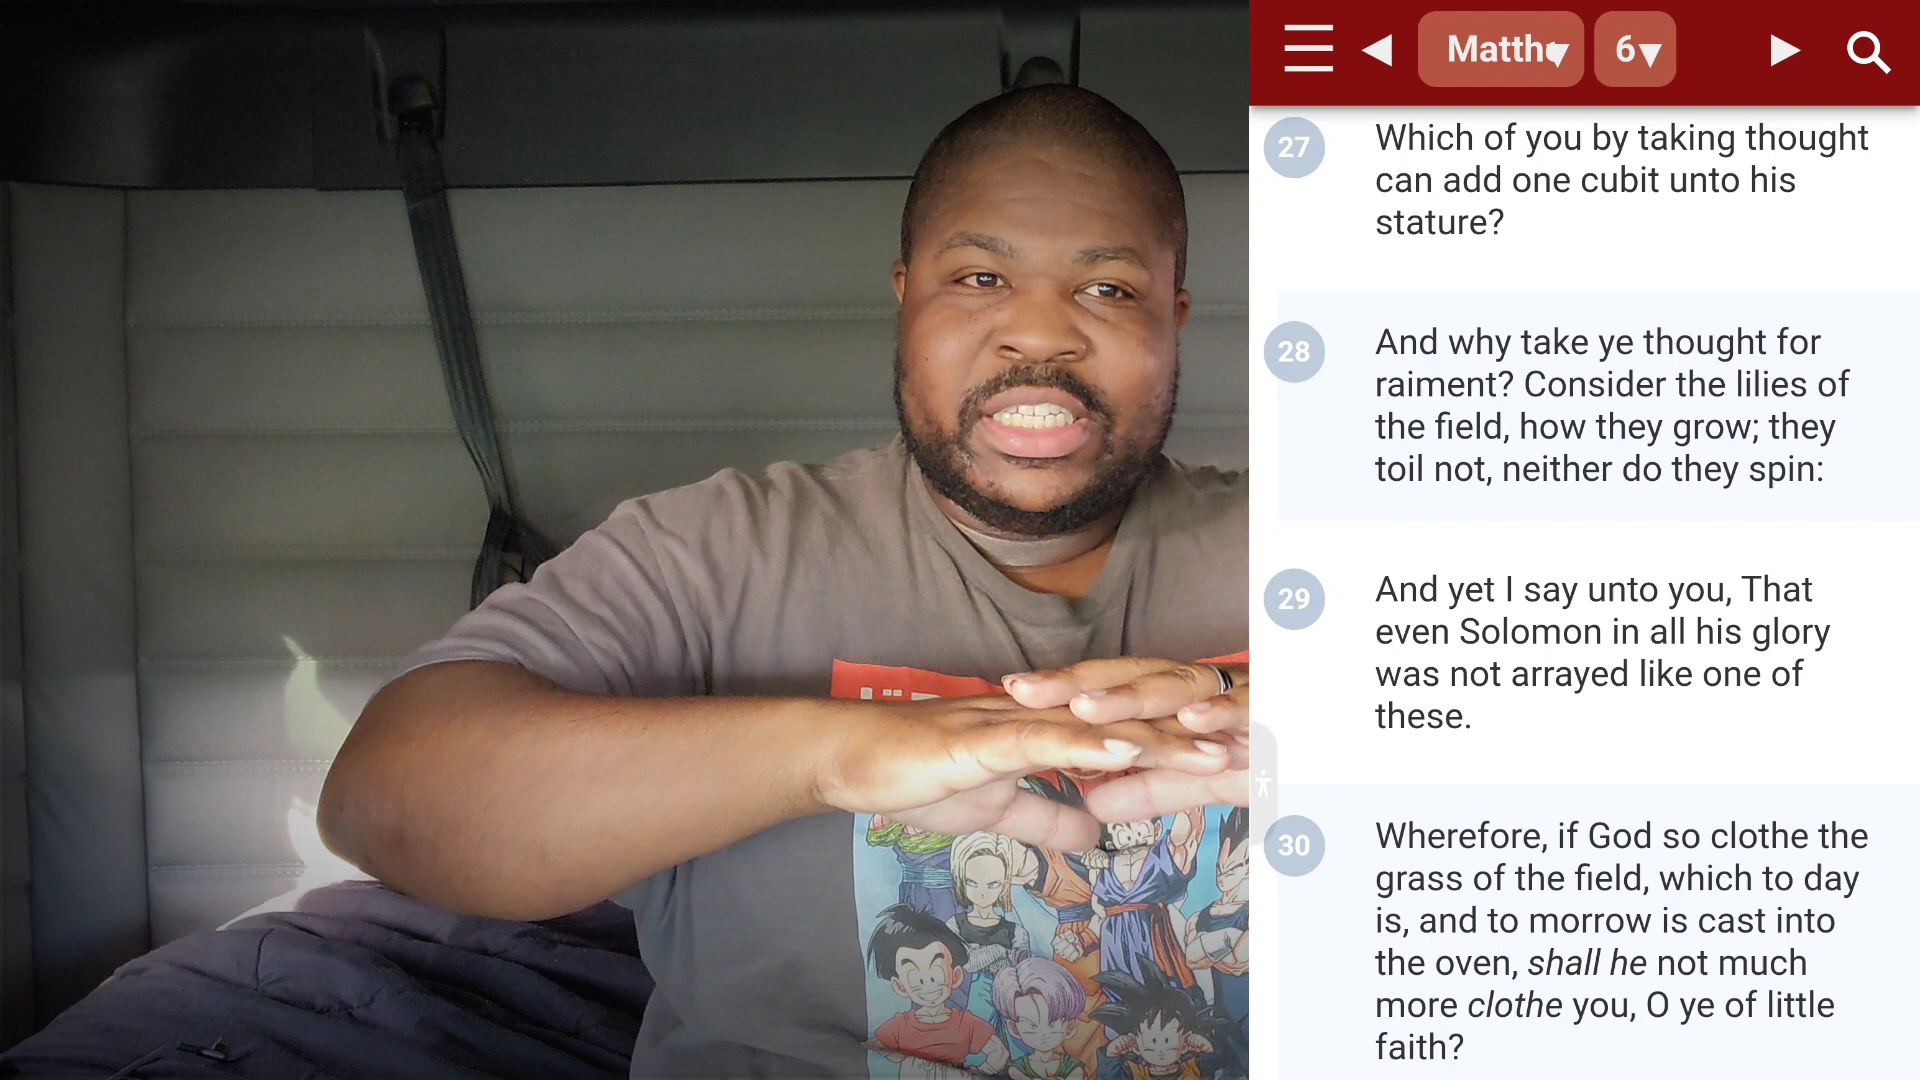 Matth
6
27
Which of you by taking thought
can add one cubit unto his
stature?
28
And why take ye thought for
raiment? Consider the lilies of
the field, how they grow; they
toil not, neither do they spin:
29
And yet I say unto you, That
even Solomon in all his glory
was not arrayed like one of
these.
30
Wherefore, if God so clothe the
grass of the field, which to day
is, and to morrow is cast into
the oven, shall he not much
more clothe you, O ye of little
faith?